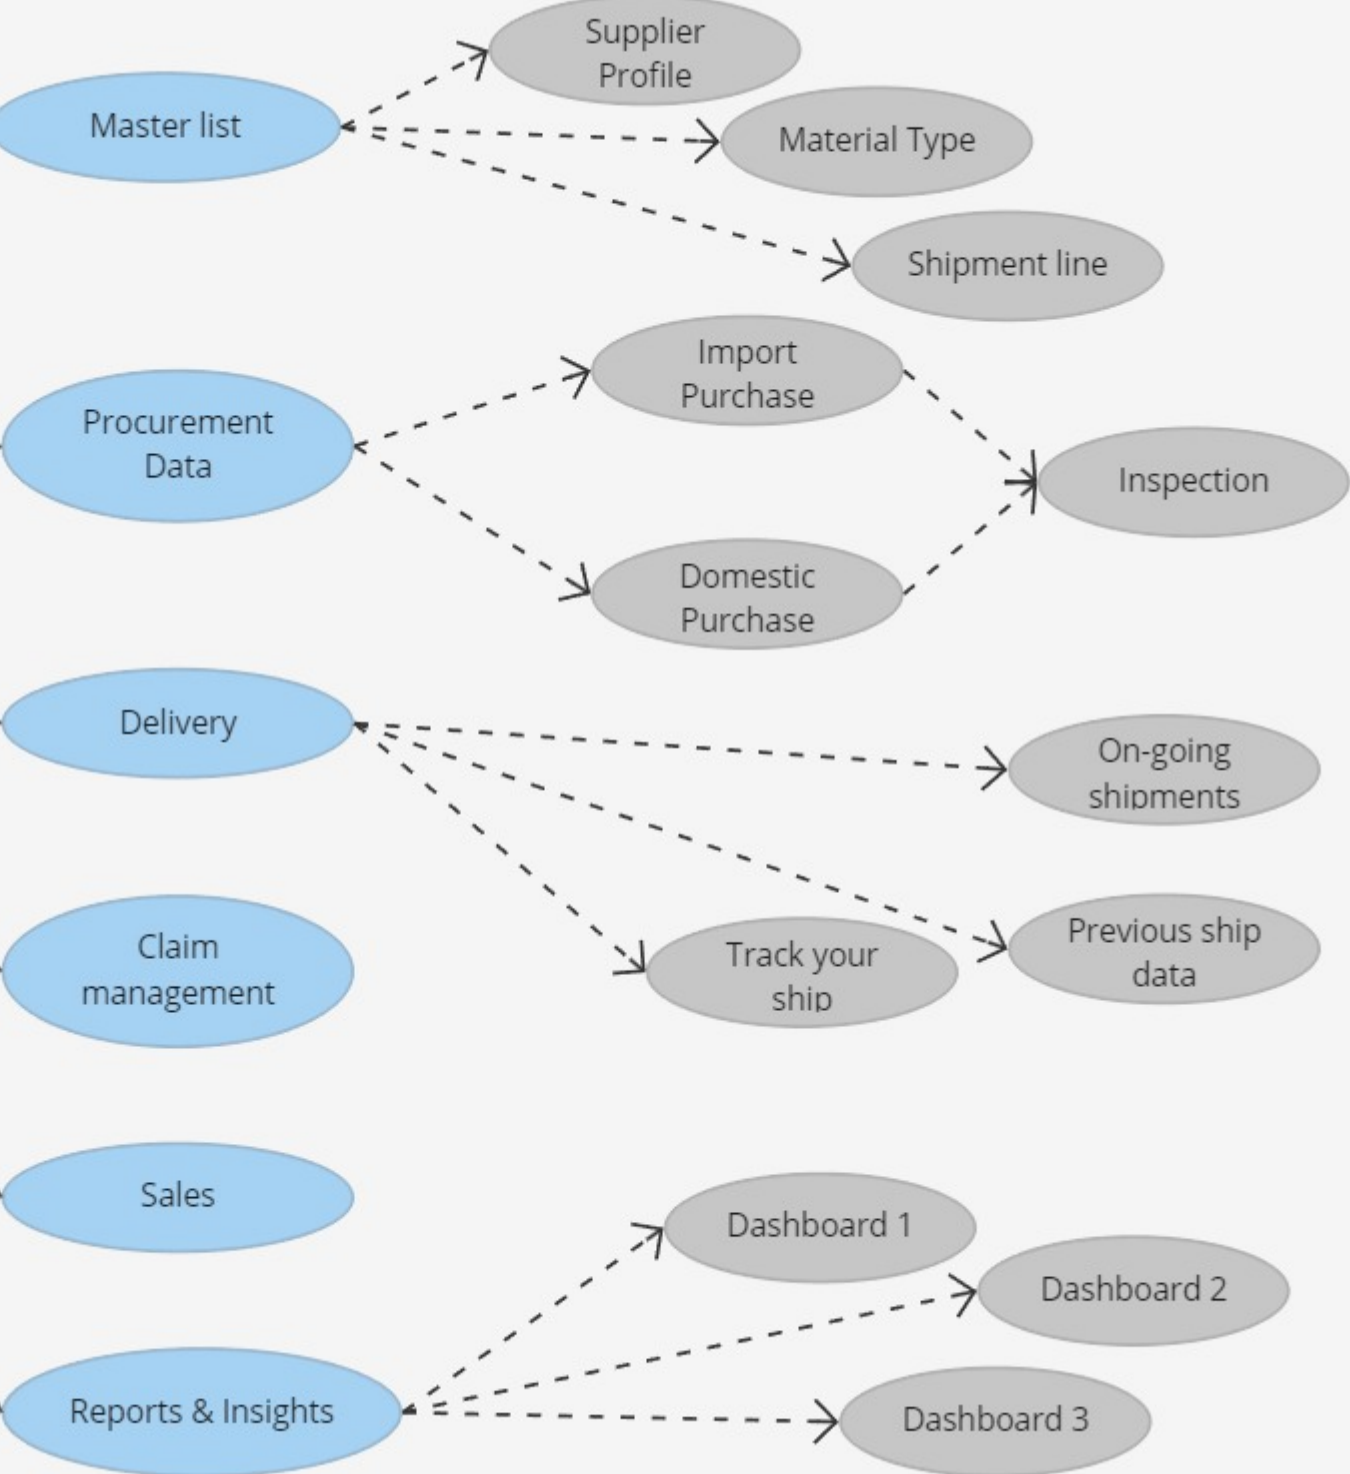 Supplier
Profile
Master list
Material Type
Shipment line
Import
Purchase
Procurement
Data
Inspection
Domestic
Purchase
Delivery
On-going
shipments
Claim
management
Track your
ship
Previous ship
data
Sales
Dashboard 1
Dashboard 2
Reports & Insights
Dashboard 3